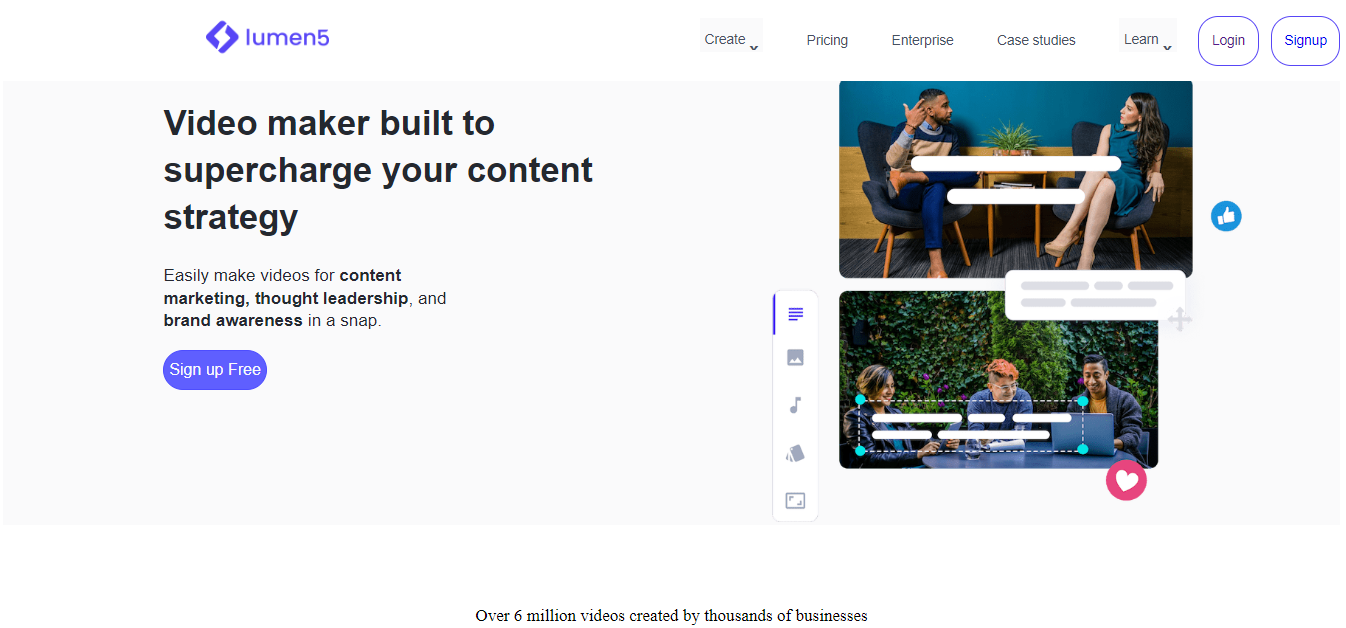 lumen5
Create Pricing Enterprise Case studies Learn Login Signup
Video maker built to
supercharge your content
strategy
Easily make videos for content
marketing, thought leadership, and
brand awareness in a snap.
Sign up Free
Over 6 million videos created by thousands of businesses